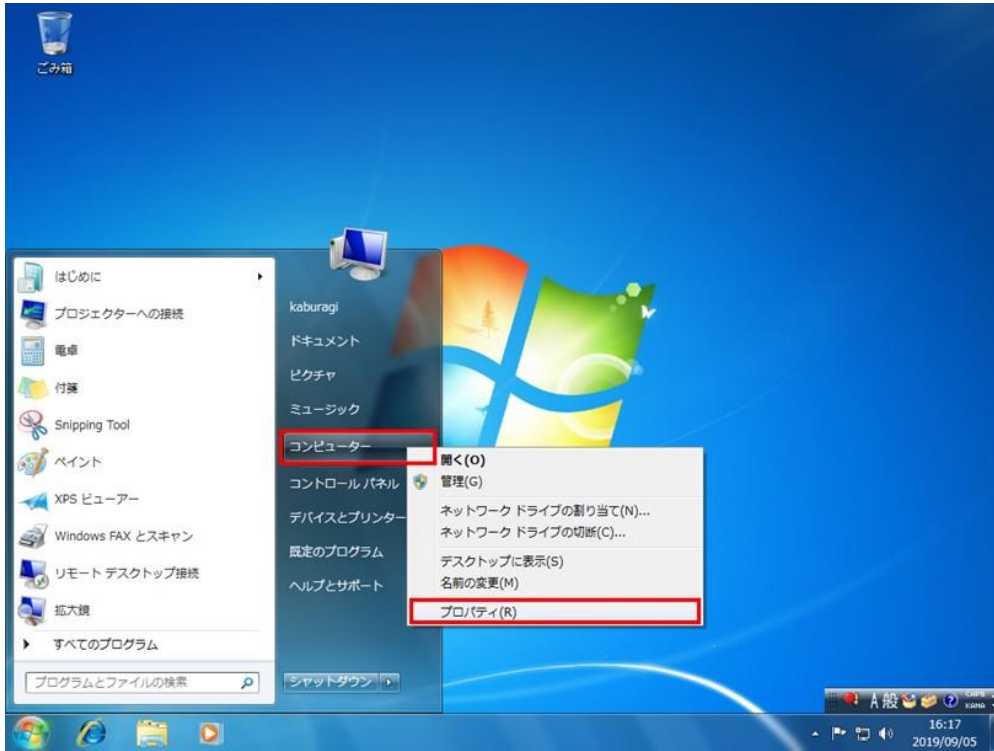 ごみ箱
はじめに
プロジェクターへの接続
電卓
付箋
Snipping Tool
ペイント
XPS ビューアー
Windows FAX とスキャン
リモート デスクトップ接続
拡大鏡
すべてのプログラム
プログラムとファイルの検索
kaburagi
ドキュメント
ピクチャ
ミュージック
コンピューター
コントロール パネル
デバイスとプリンター
既定のプログラム
ヘルプとサポート
シャットダウン
開く(O)
管理(G)
ネットワーク ドライブの割り当て(N)...
ネットワーク ドライブの切断(C)...
デスクトップに表示(S)
名前の変更(M)
プロパティ(R)
A 般
CAPS
KANA
16:17
2019/09/05